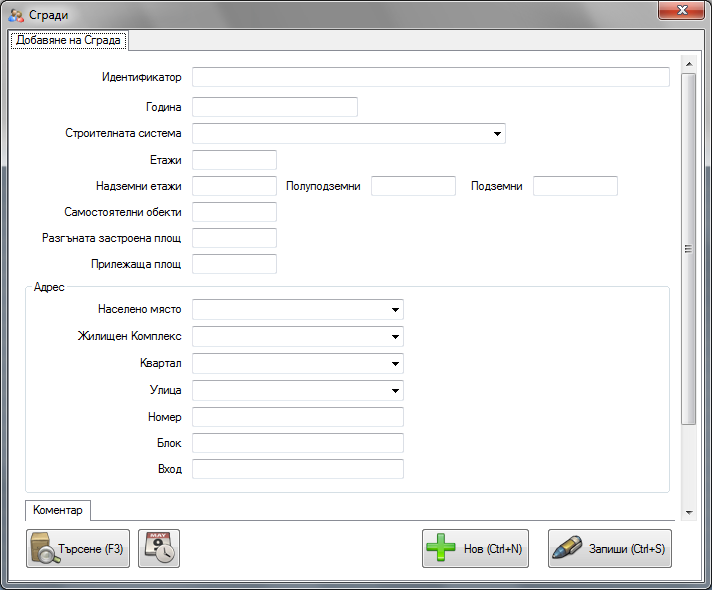 Сгради
Добавяне на Сграда
Идентификатор
Година
Строителната система
Етажи
Надземни етажи Полуподземни Подземни
Самостоятелни обекти
Разгъната застроена площ
Прилежаща площ
Адрес
Населено място
Жилищен Комплекс
Квартал
Улица
Номер
Блок
Вход
Коментар
Търсене (F3) MAY Нов (Ctrl+N) Запиши (Ctrl+S)